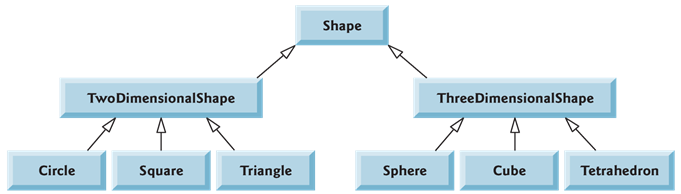 Shape
TwoDimensionalShape
ThreeDimensionalShape
Circle
Square
Triangle
Sphere
Cube
Tetrahedron